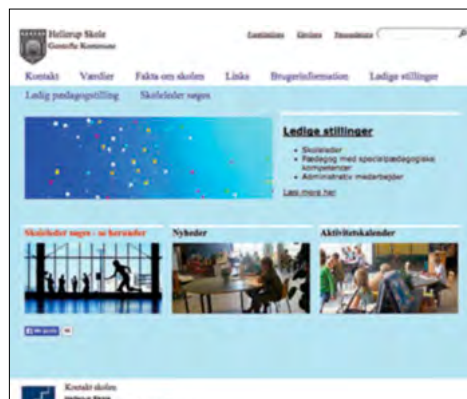 Hellerup Skole
Gentofte Kommune
Kontakt Værdier Fakta om skolen Links Brugerinformation Ledige stillinger
Ledig pædagogstilling Skoleleder søges
Ledige stillinger
Skoleleder
Pædagog med specialpædagogiske
kompetencer
Administrativ medarbejder
Læs mere her
Skoleleder søges - se herunder Nyheder Aktivitetskalender
Kontakt skolen